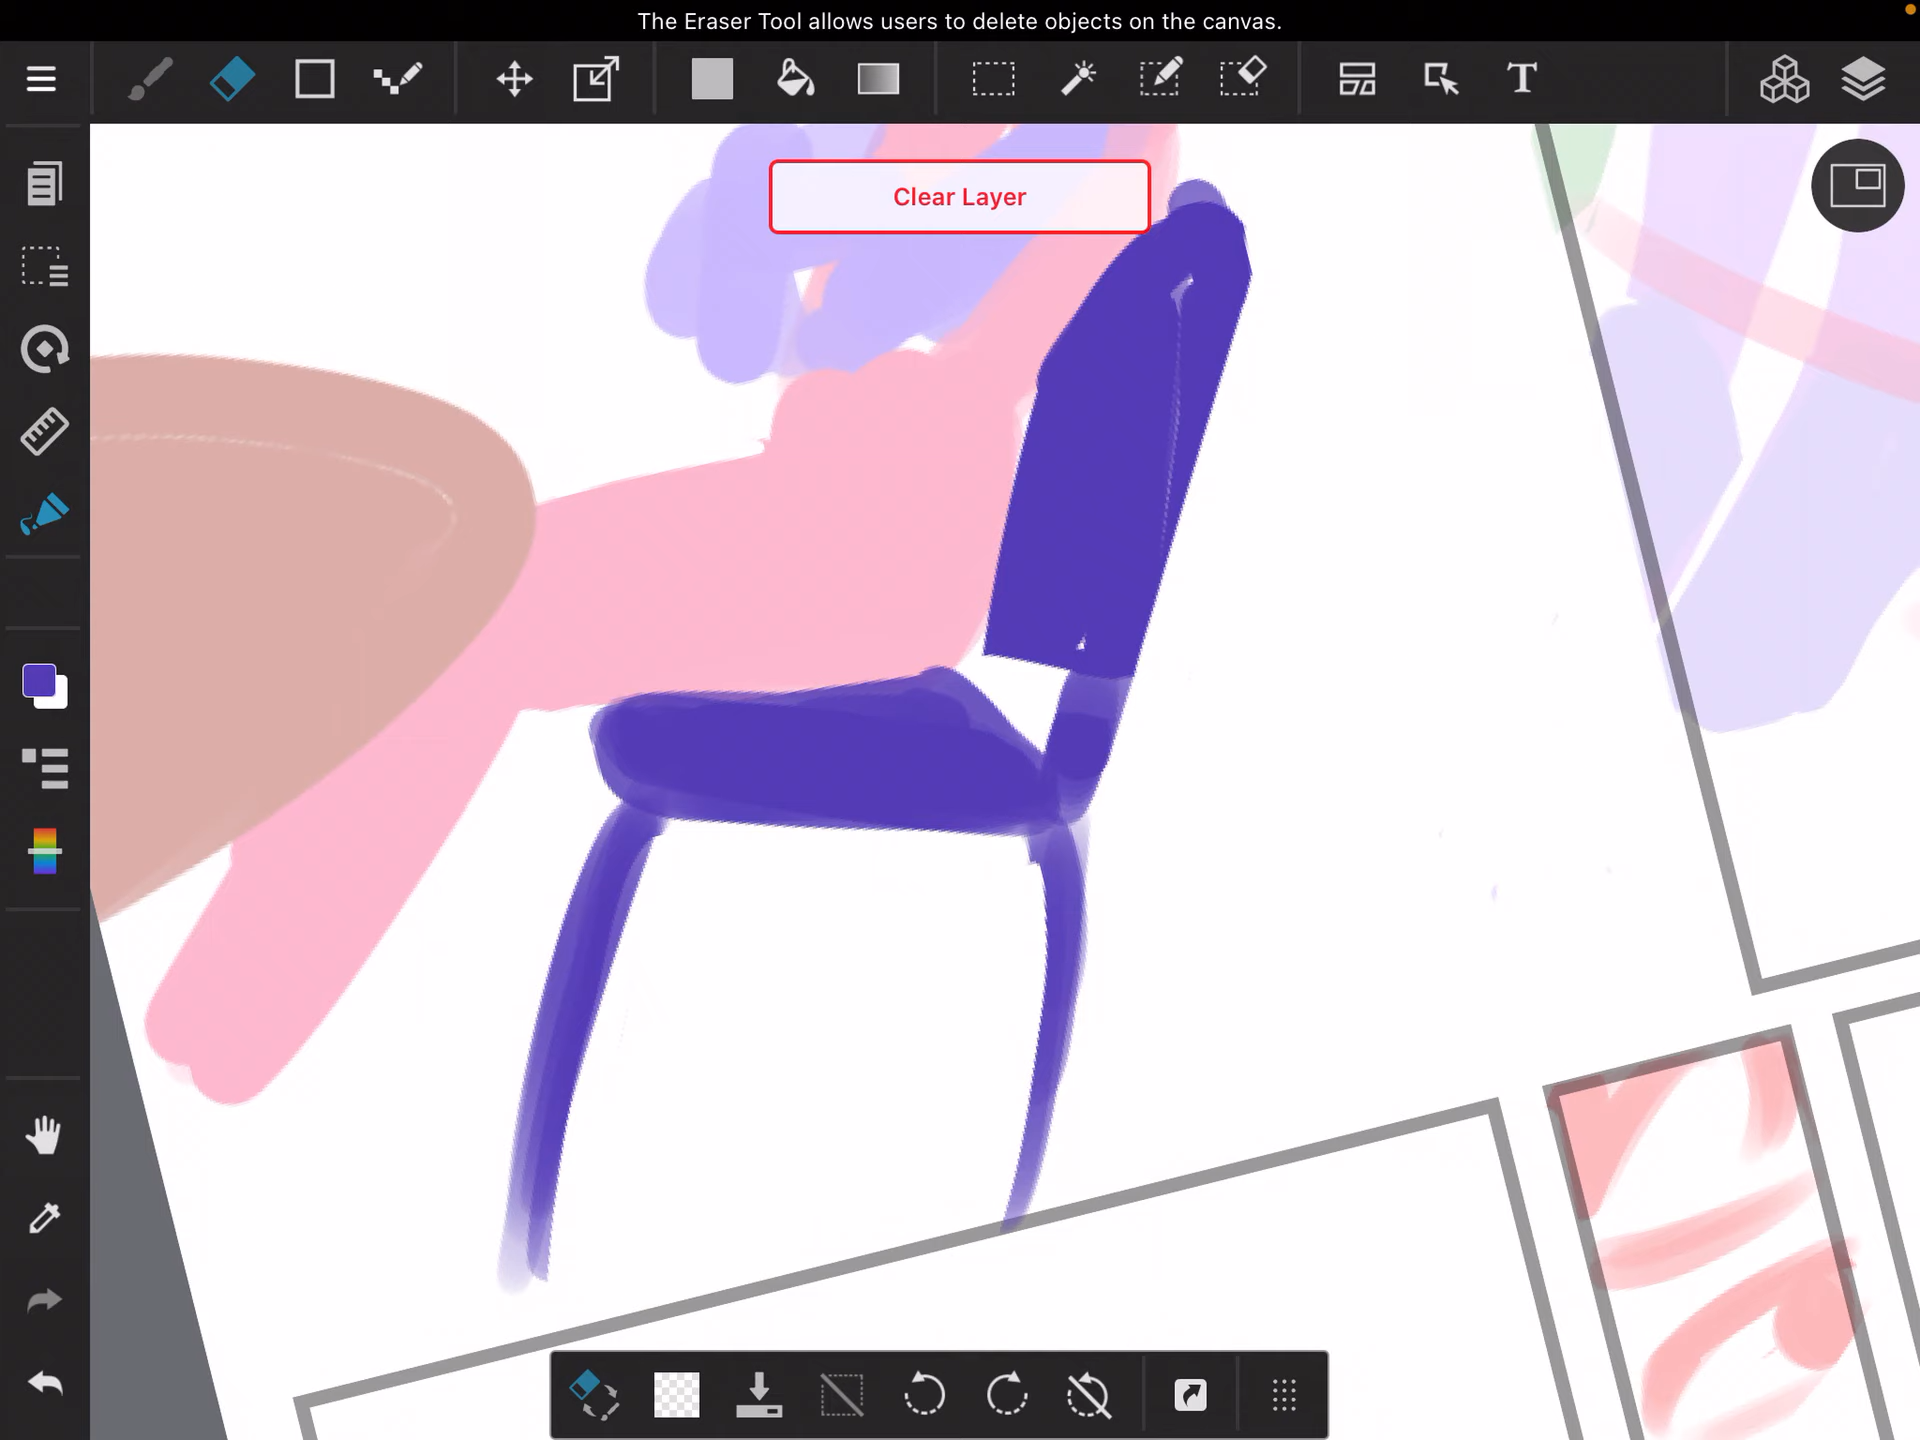 The Eraser Tool allows users to delete objects on the canvas.
T
Clear Layer